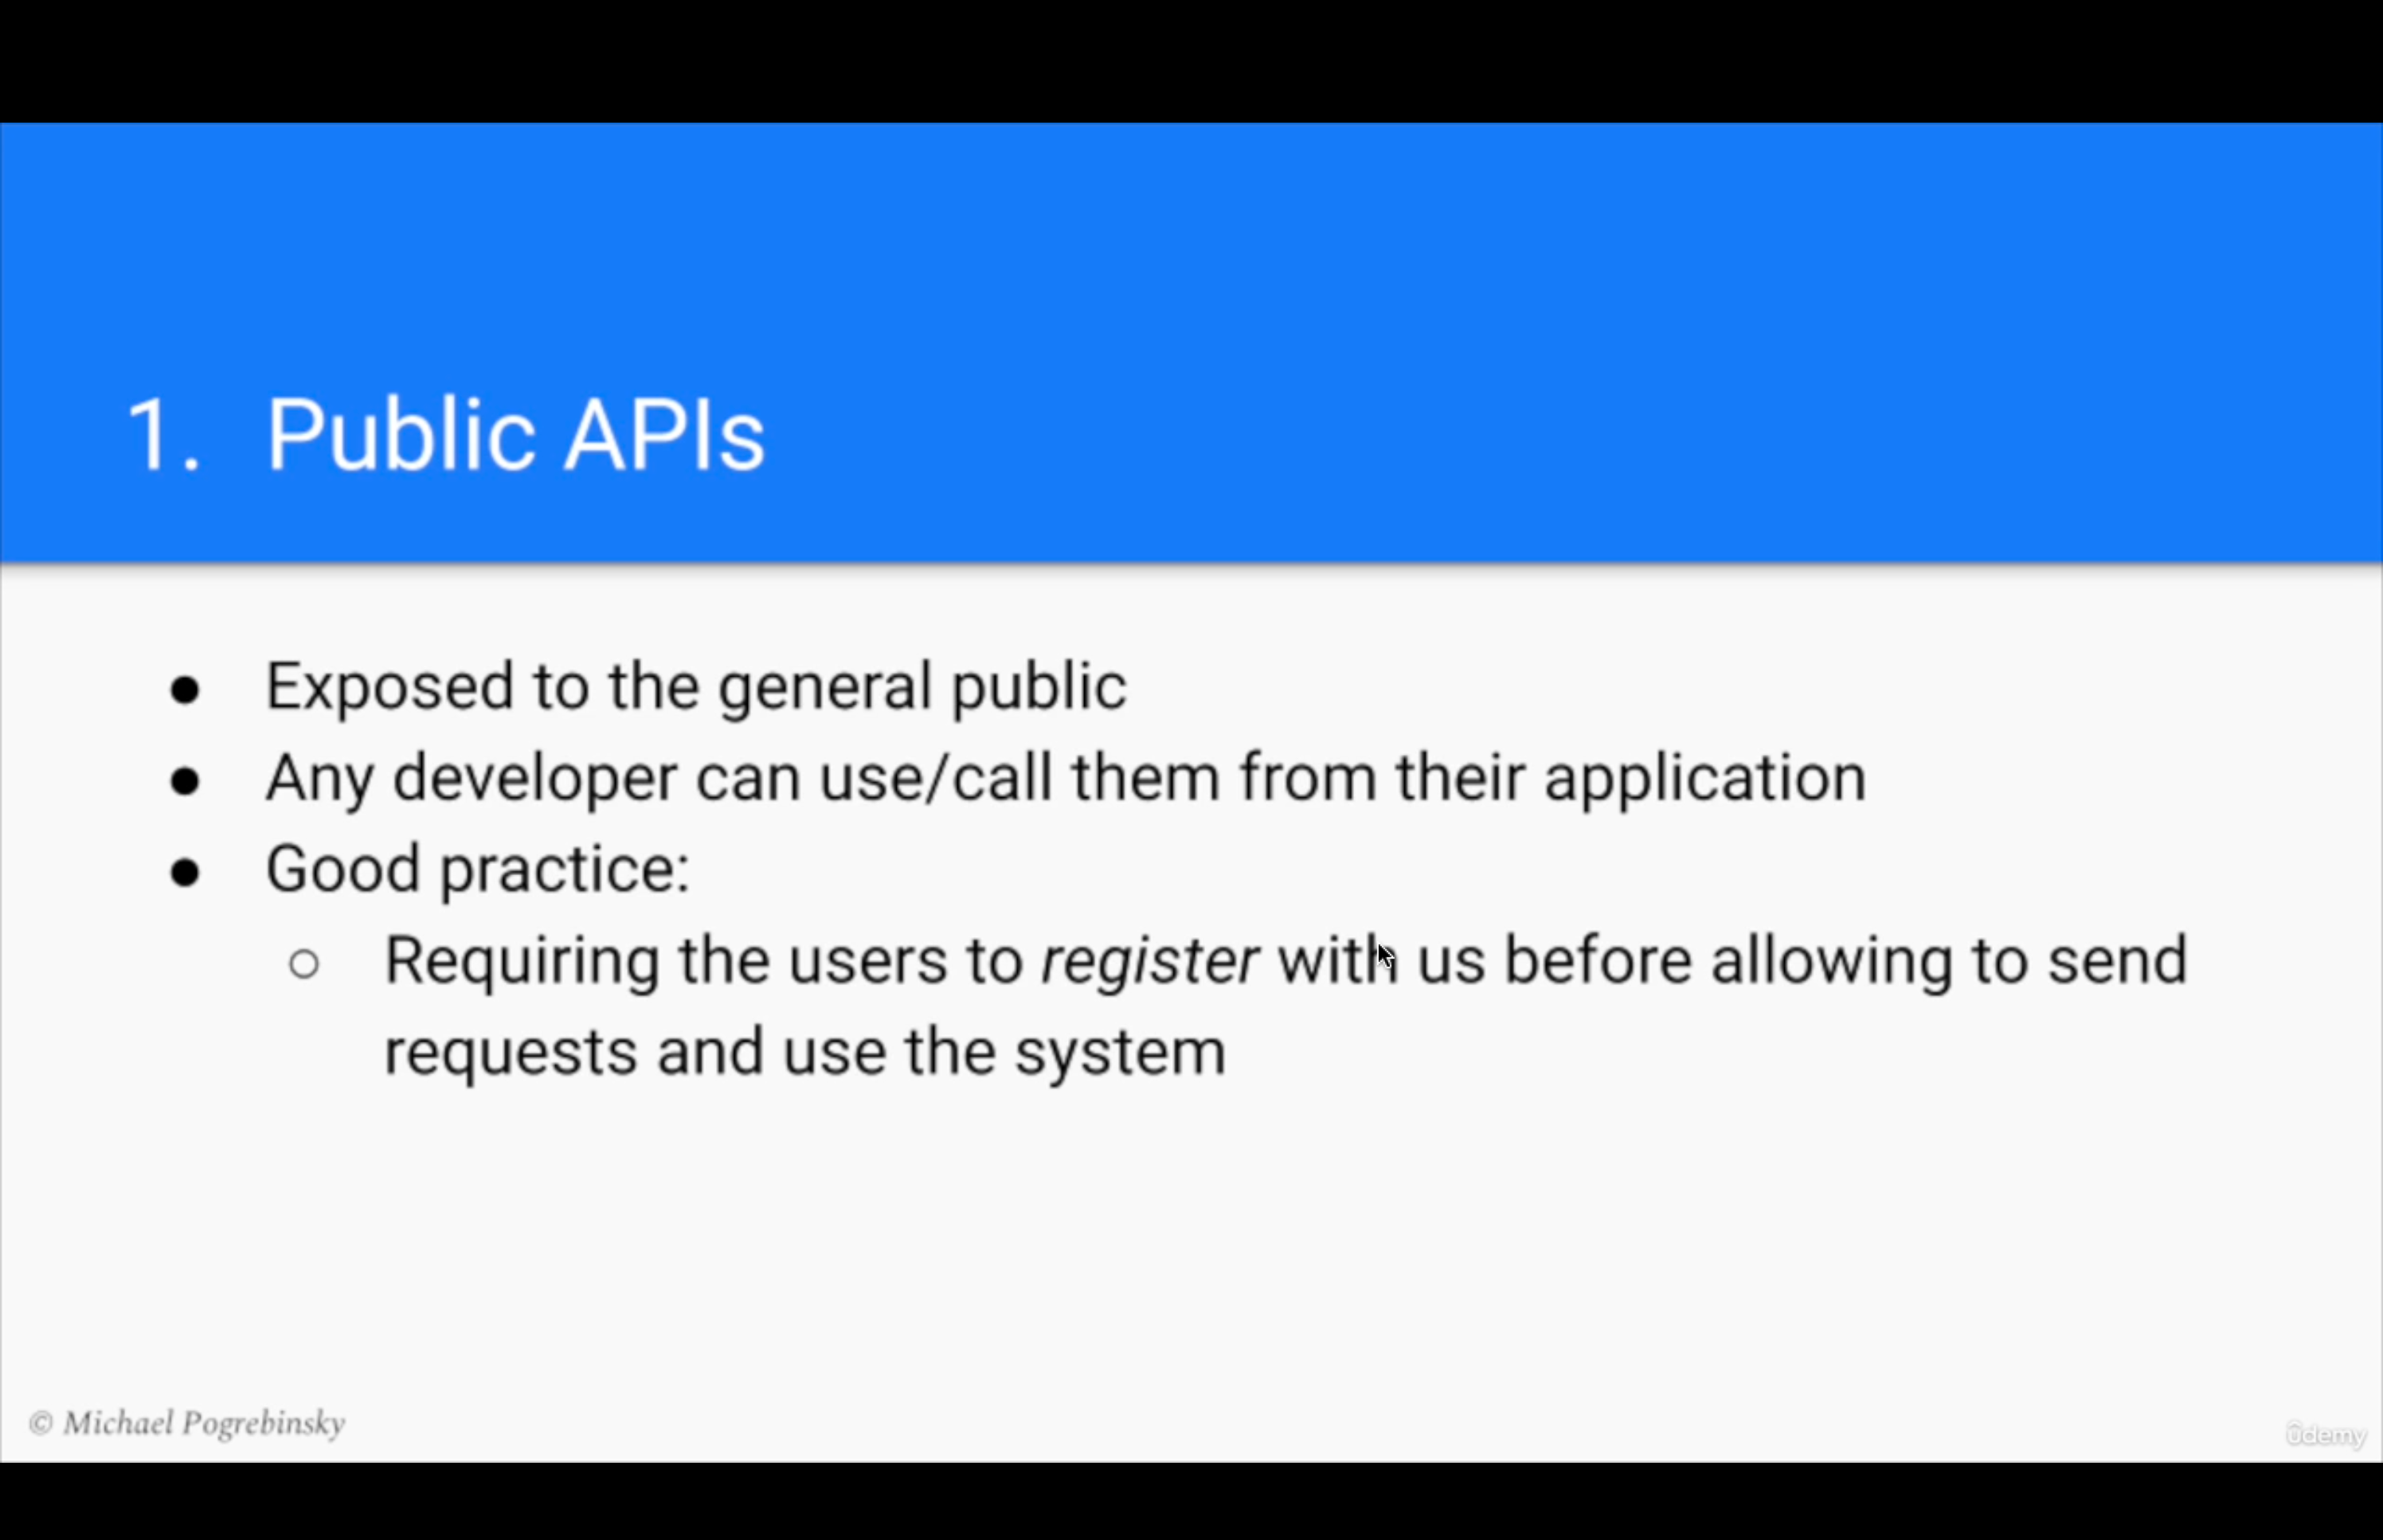 1. Public APIs
● Exposed to the general public
● Any developer can use/call them from their application
● Good practice:
○ Requiring the users to register with us before allowing to send
requests and use the system
© Michael Pogrebinsky
ûdemy